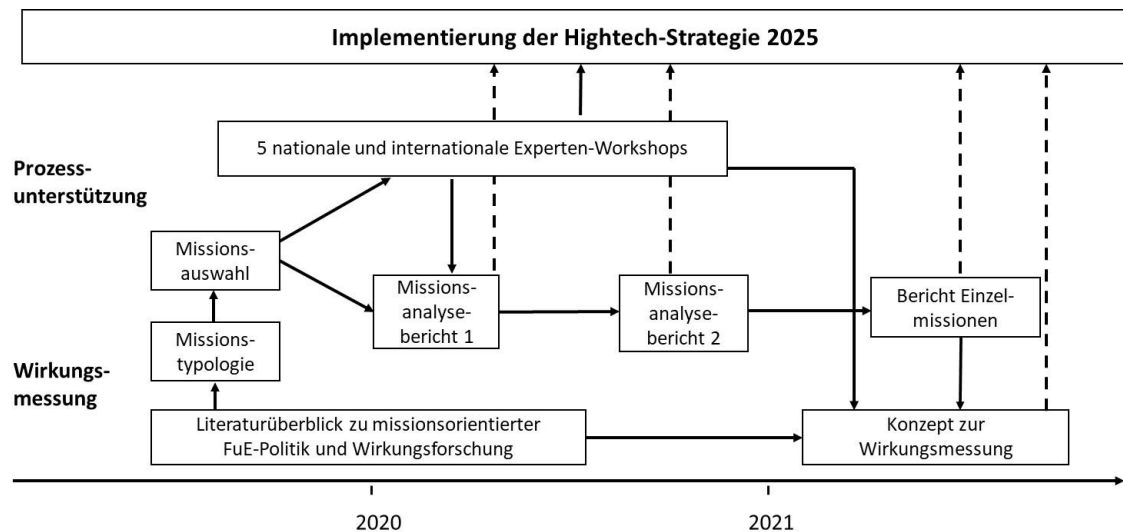 Implementierung der Hightech-Strategie 2025
5 nationale und internationale Experten-Workshops
Prozess-
unterstützung
Missions-
auswahl
Missions-
analyse-
bericht 1
Missions-
analyse-
bericht 2
Bericht Einzel-
missionen
Missions-
typologie
Wirkungs-
messung
Literaturüberblick zu missionsorientierter
FuE-Politik und Wirkungsforschung
Konzept zur
Wirkungsmessung
2020
2021